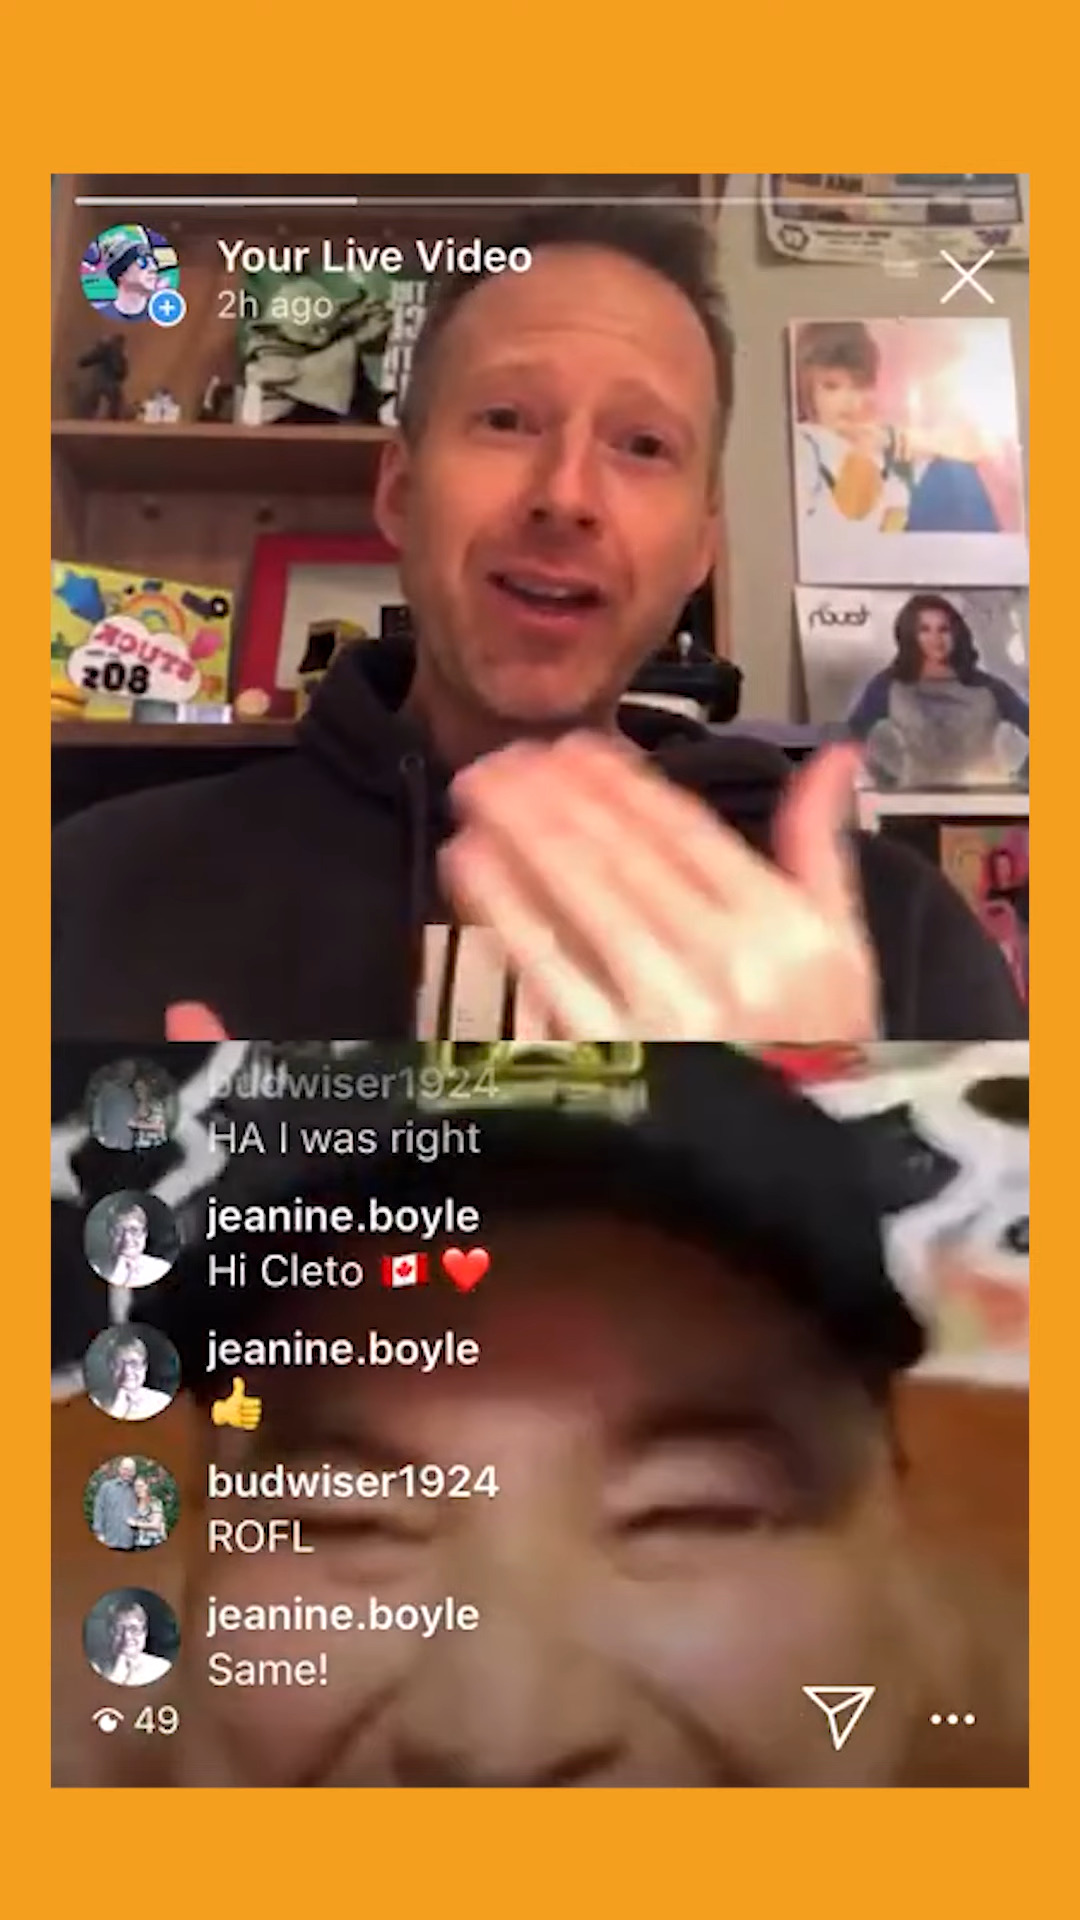 Your Live Video
2h ago
budwiser1924
HA I was right
jeanine.boyle
Hi Cleto 🇨🇦 ❤️
jeanine.boyle
👍
budwiser1924
ROFL
jeanine.boyle
Same!
49